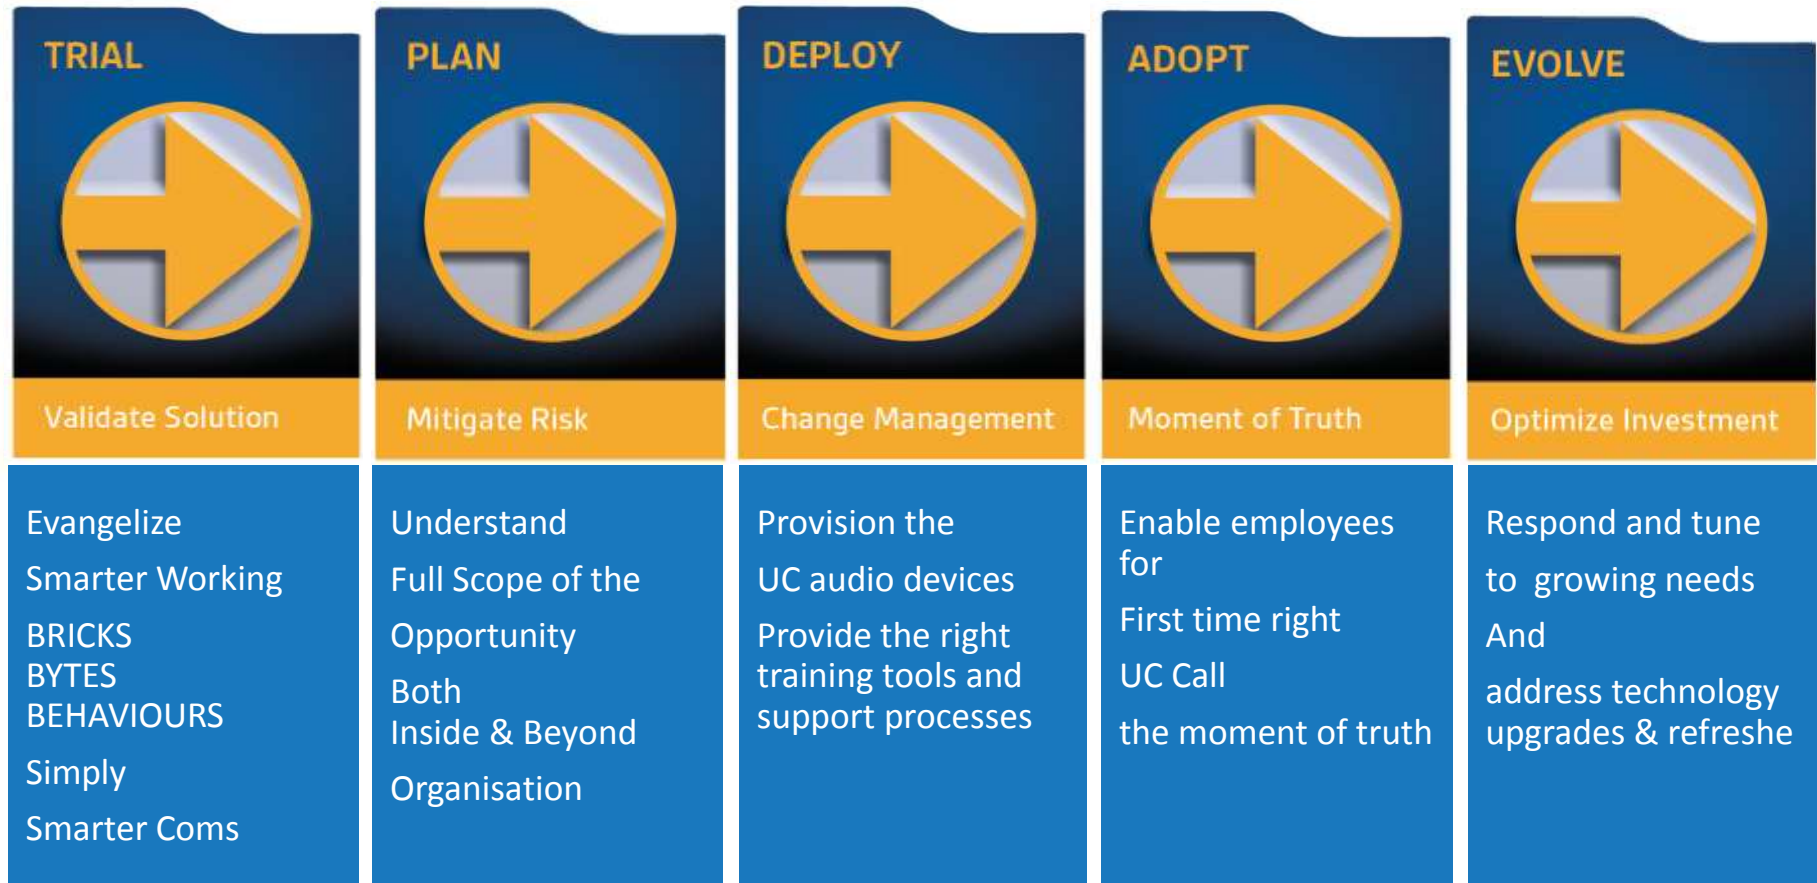 TRIAL
Validate Solution
Evangelize
Smarter Working
BRICKS
BYTES
BEHAVIOURS
Simply
Smarter Coms
PLAN
Mitigate Risk
Understand
Full Scope of the
Opportunity
Both
Inside & Beyond
Organisation
DEPLOY
Change Management
Provision the
UC audio devices
Provide the right
training tools and
support processes
ADOPT
Moment of Truth
Enable employees
for
First time right
UC Call
the moment of truth
EVOLVE
Optimize Investment
Respond and tune
to growing needs
And
address technology
upgrades & refreshe